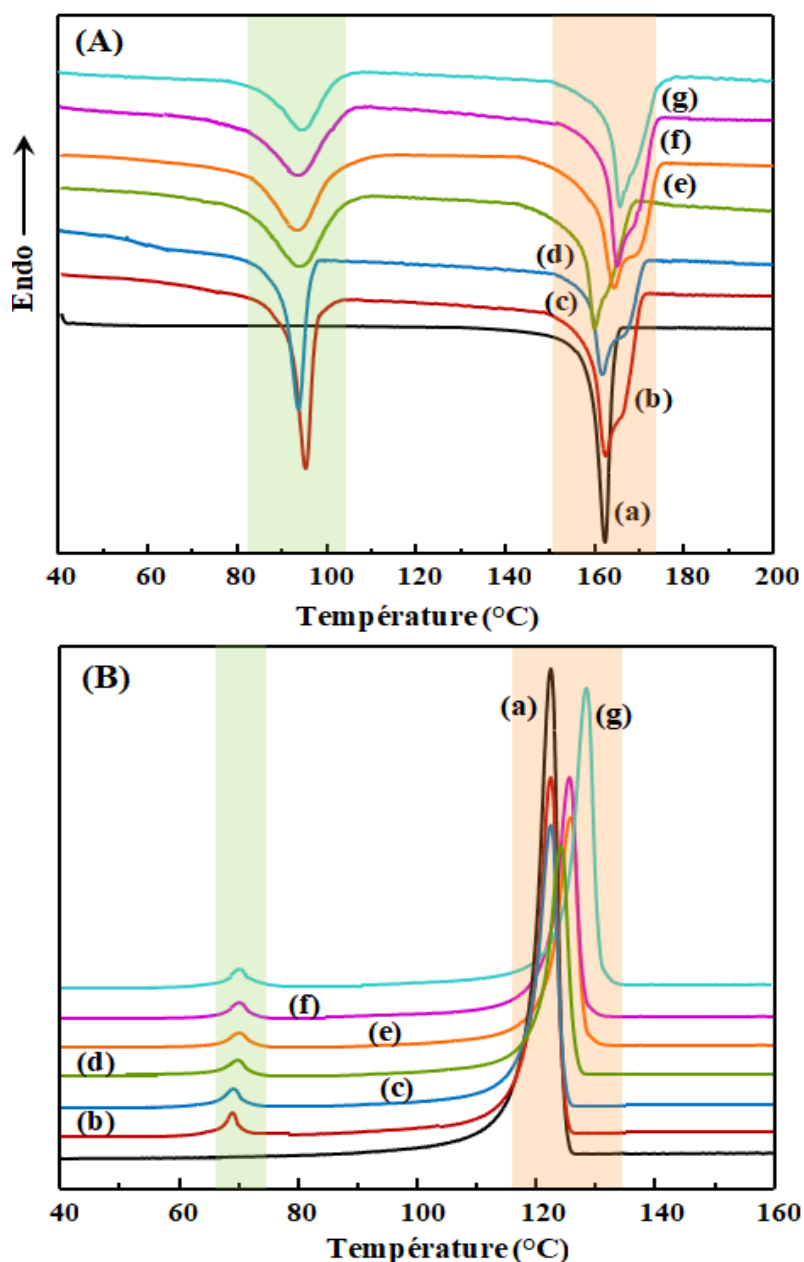 (A)
(g)
(f)
(e)
(d)
(c)
(b)
(a)
Endo
40 60 80 100 120 140 160 180 200
Température (°C)
(B)
(a)
(g)
(f)
(e)
(d)
(c)
(b)
40 60 80 100 120 140 160
Température (°C)